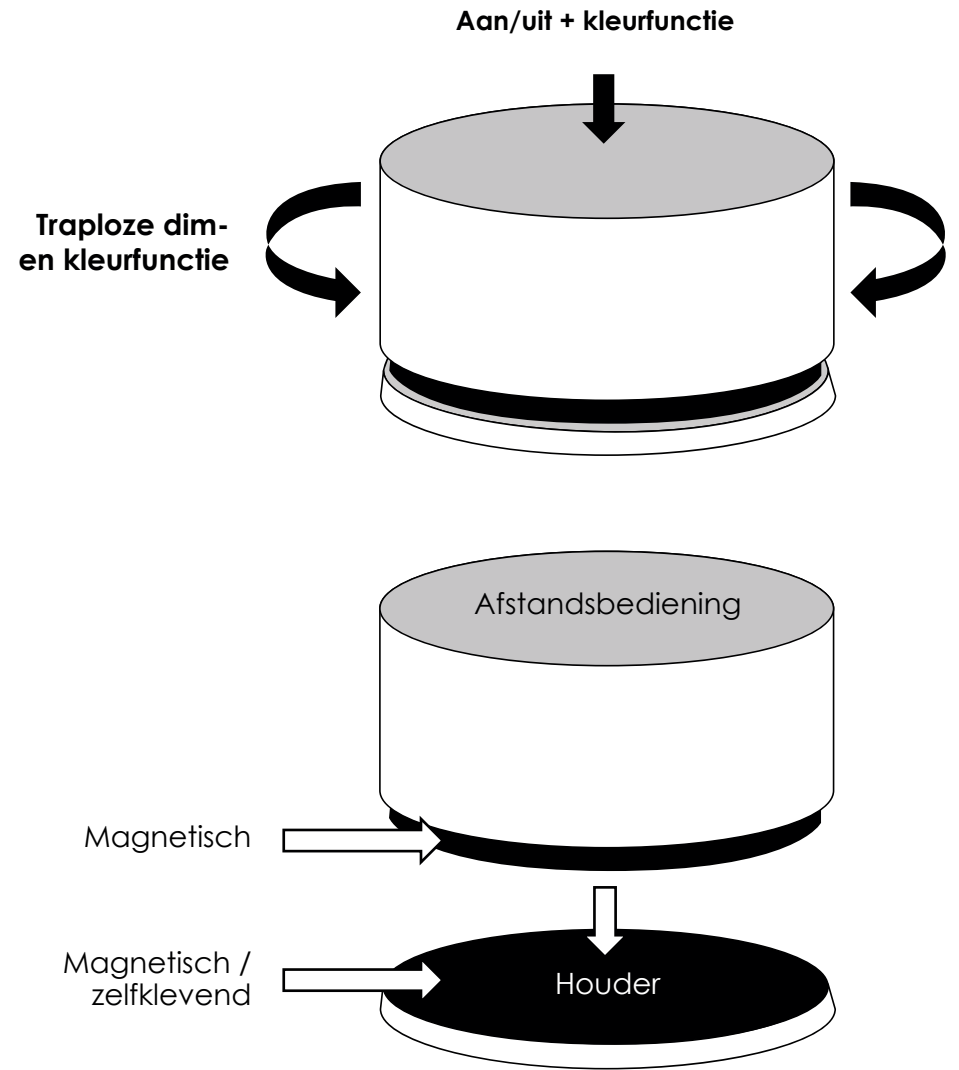 Aan/uit + kleurfunctie
Traploze dim-
en kleurfunctie
Afstandsbediening
Magnetisch
Magnetisch /
zelfklevend
Houder